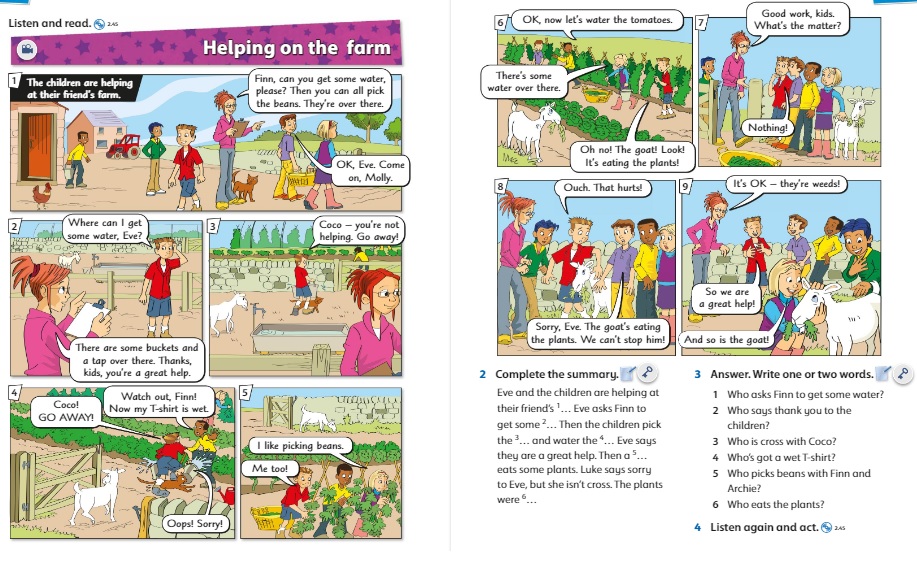 Listen and read. 2.45
Helping on the farm
1
The children are helping
at their friend's farm.
Finn, can you get some water,
please? Then you can all pick
the beans. They're over there.
OK, Eve. Come
on, Molly.
2
Where can I get
some water, Eve?
There are some buckets and
a tap over there. Thanks,
kids, you're a great help.
3
Coco – you're not
helping. Go away!
4
Coco!
GO AWAY!
Watch out, Finn!
Now my T-shirt is wet.
Oops! Sorry!
5
I like picking beans.
Me too!
6
OK, now let's water the tomatoes.
There's some
water over there.
Oh no! The goat! Look!
It's eating the plants!
7
Good work, kids.
What's the matter?
Nothing!
8
Ouch. That hurts!
Sorry, Eve. The goat's eating
the plants. We can't stop him!
9
It's OK – they're weeds!
So we are
a great help!
And so is the goat!
2 Complete the summary.
Eve and the children are helping at
their friend's 1… Eve asks Finn to
get some 2… Then the children pick
the 3… and water the 4… Eve says
they are a great help. Then a 5…
eats some plants. Luke says sorry
to Eve, but she isn't cross. The plants
were 6…
3 Answer. Write one or two words.
1 Who asks Finn to get some water?
2 Who says thank you to the
children?
3 Who is cross with Coco?
4 Who's got a wet T-shirt?
5 Who picks beans with Finn and
Archie?
6 Who eats the plants?
4 Listen again and act. 2.45